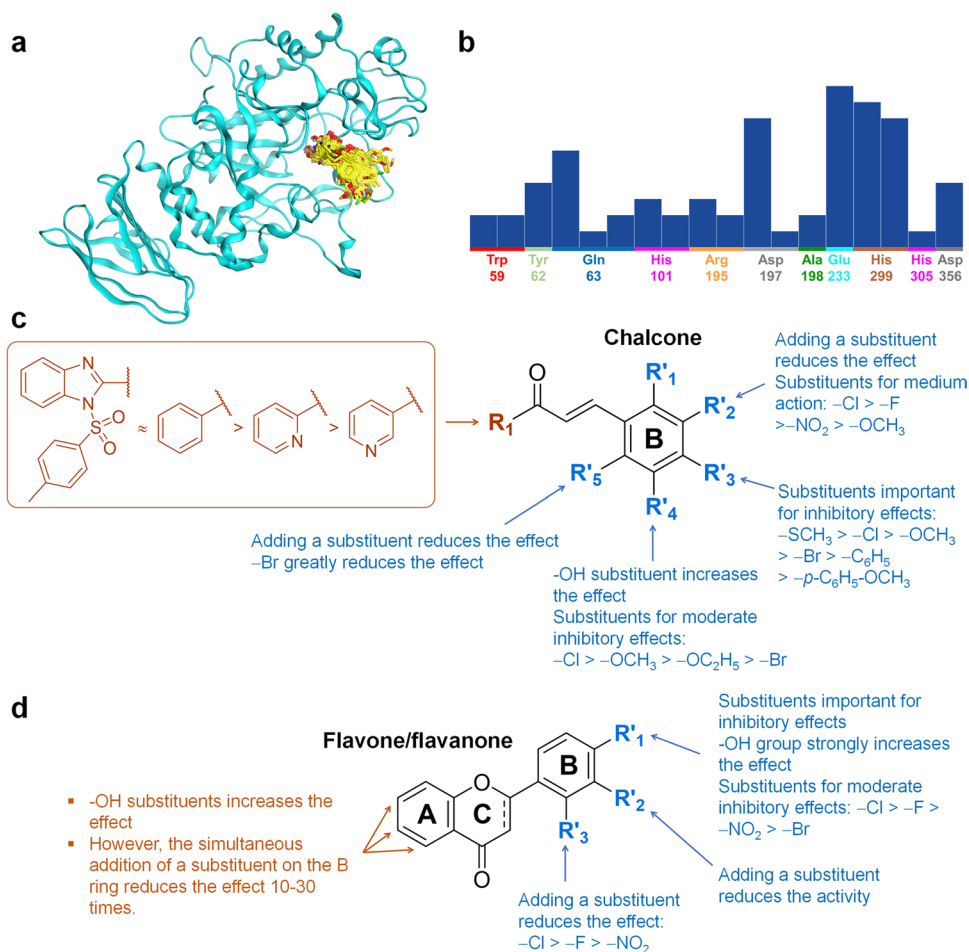 a
b
Trp
59
Tyr
62
Gln
63
His
101
Arg
195
Asp
197
Ala
198
Glu
233
His
299
His
305
Asp
356
c
N
N
S
O
O
≈
>
N
>
N
Chalcone
O
R1
B
R'1
R'2
R'3
R'4
R'5
Adding a substituent
reduces the effect
Substituents for medium
action: –Cl > –F
>–NO2 > –OCH3
Substituents important
for inhibitory effects:
–SCH3 > –Cl > –OCH3
> –Br > –C6H5
> –p-C6H5-OCH3
Adding a substituent reduces the effect
–Br greatly reduces the effect
-OH substituent increases
the effect
Substituents for moderate
inhibitory effects:
–Cl > –OCH3 > –OC2H5 > –Br
d
Flavone/flavanone
A
C
O
O
B
R'1
R'2
R'3
▪ -OH substituents increases the
effect
▪ However, the simultaneous
addition of a substituent on the B
ring reduces the effect 10-30
times.
Substituents important for
inhibitory effects
-OH group strongly increases
the effect
Substituents for moderate
inhibitory effects: –Cl > –F >
–NO2 > –Br
Adding a substituent
reduces the activity
Adding a substituent
reduces the effect:
–Cl > –F > –NO2